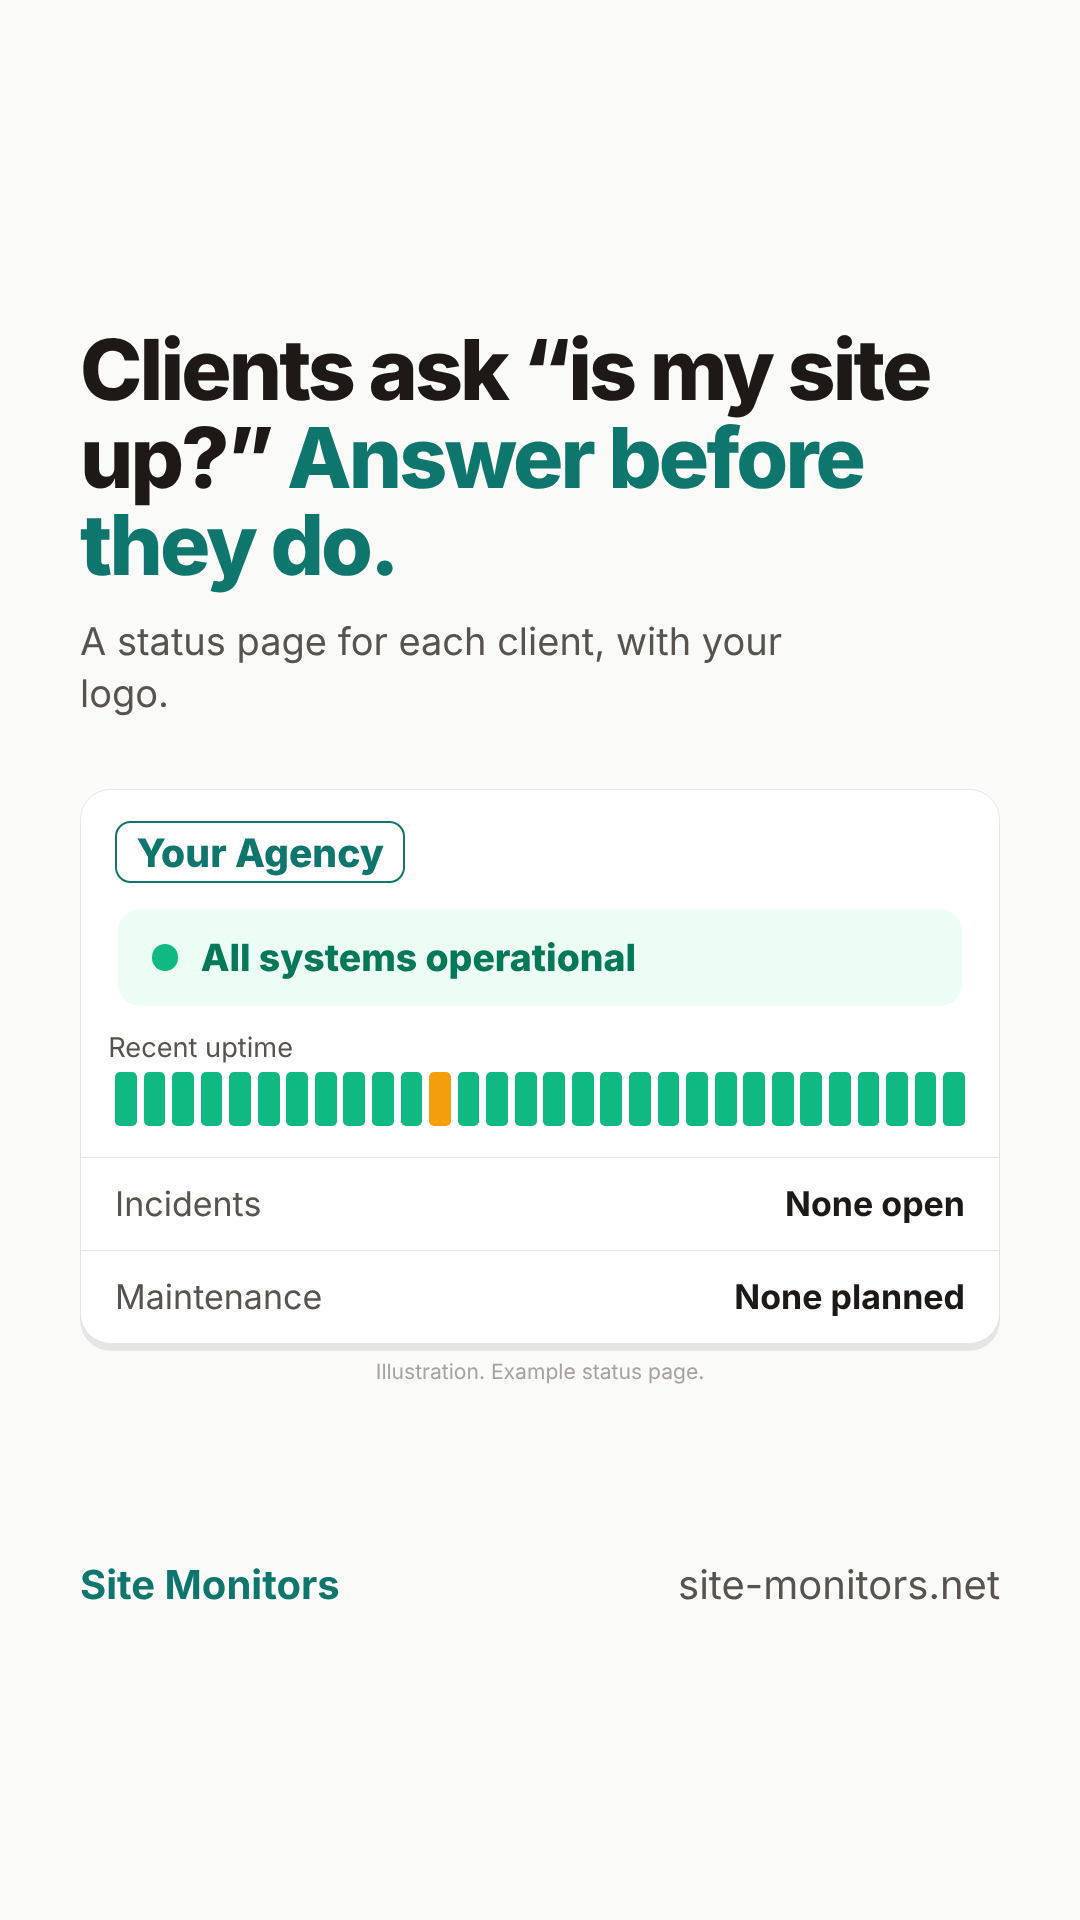 Clients ask “is my site
up?” Answer before
they do.
A status page for each client, with your
logo.
Your Agency
All systems operational
Recent uptime
Incidents None open
Maintenance None planned
Illustration. Example status page.
Site Monitors site-monitors.net